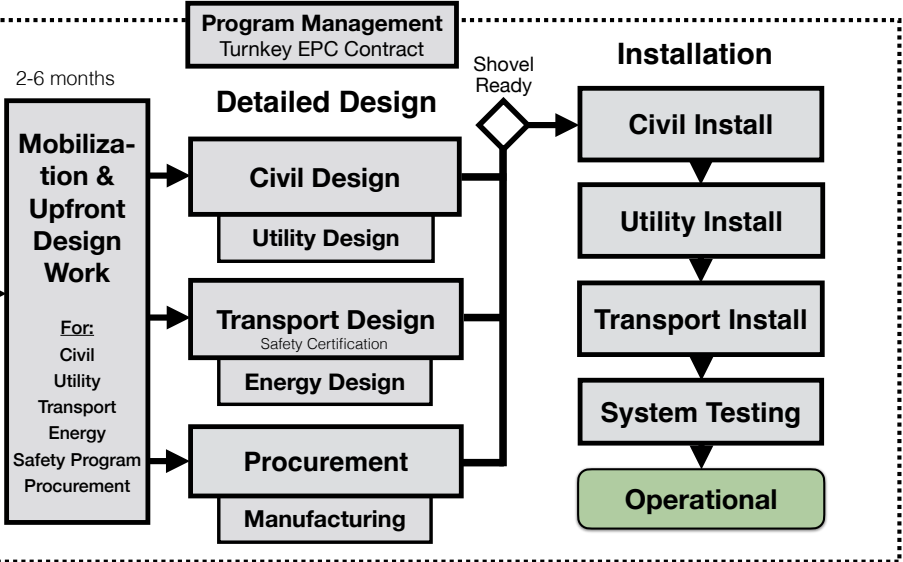 Program Management
Turnkey EPC Contract
2-6 months
Mobiliza-
tion &
Upfront
Design
Work
For:
Civil
Utility
Transport
Energy
Safety Program
Procurement
Detailed Design
Civil Design
Utility Design
Transport Design
Safety Certification
Energy Design
Procurement
Manufacturing
Shovel
Ready
Installation
Civil Install
Utility Install
Transport Install
System Testing
Operational